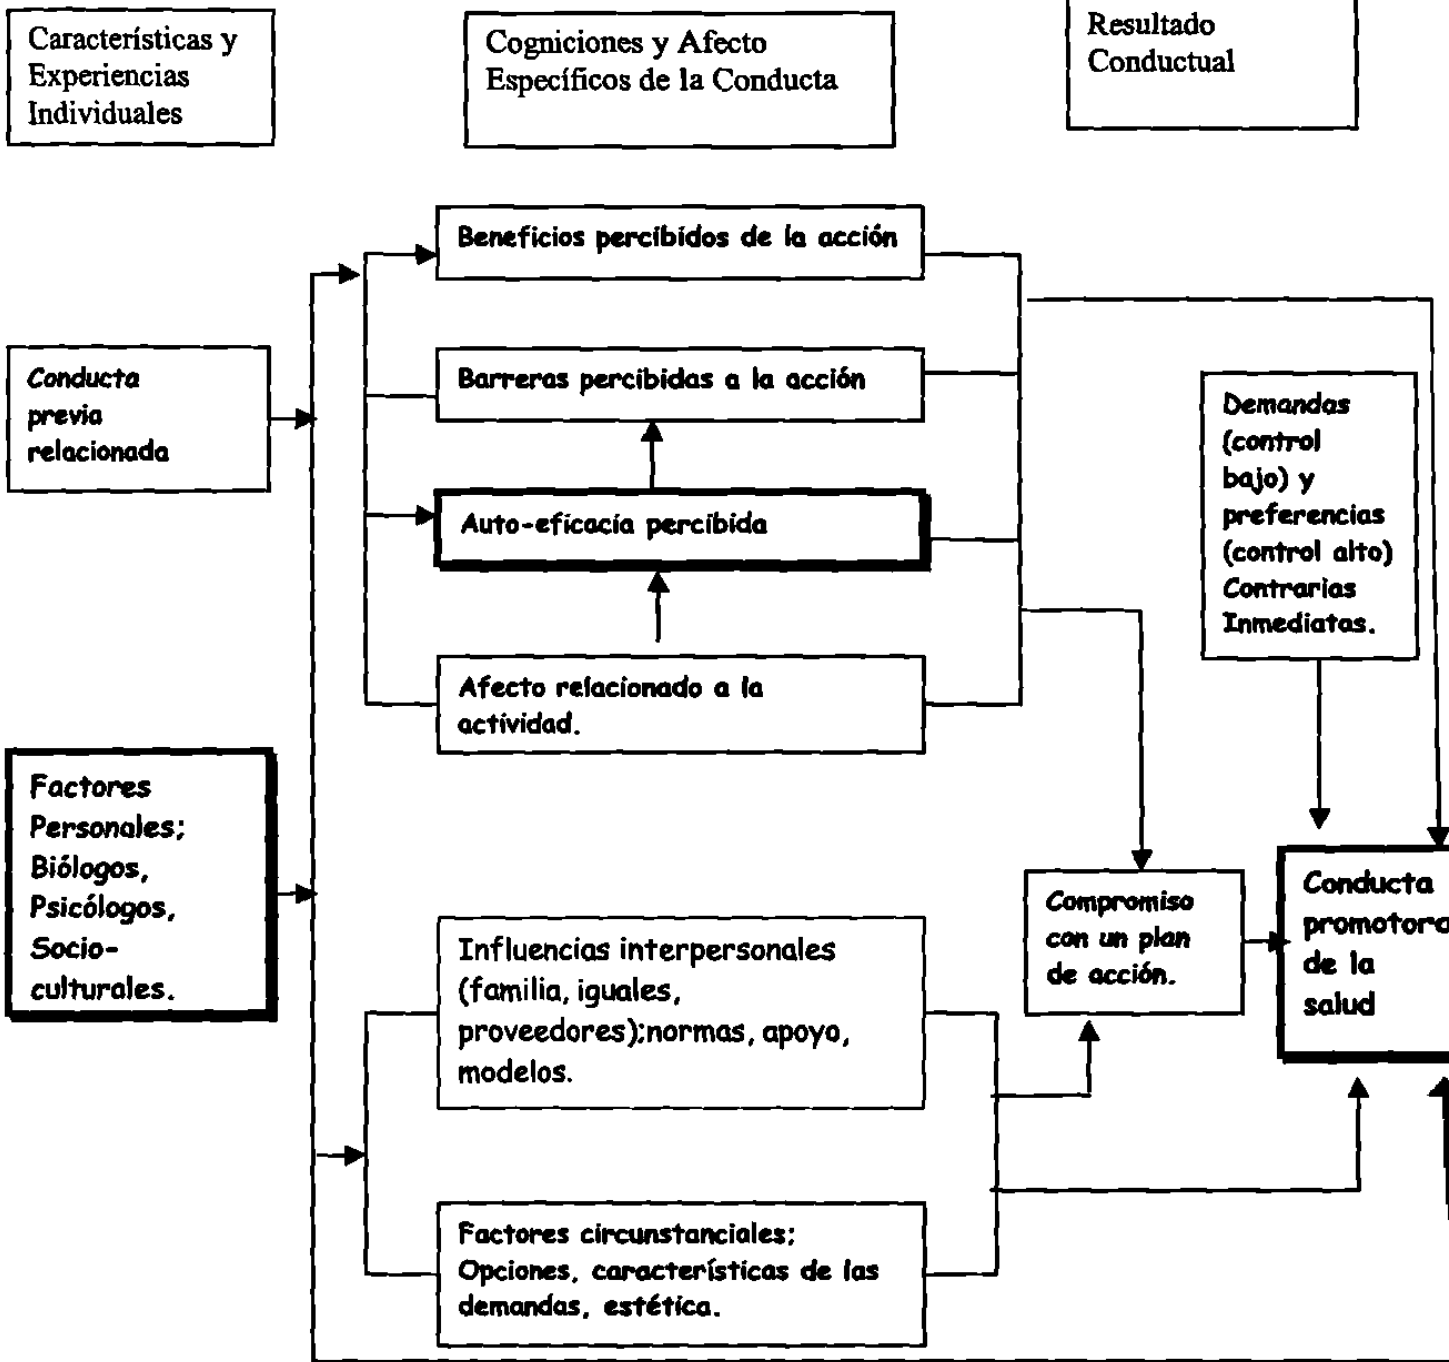 Características y
Experiencias
Individuales
Cogniciones y Afecto
Específicos de la Conducta
Resultado
Conductual
Beneficios percibidos de la acción
Conducta
previa
relacionada
Barreras percibidas a la acción
Auto-eficacia percibida
Afecto relacionado a la
actividad.
Demandas
(control
bajo) y
preferencias
(control alto)
Contrarias
Inmediatas.
Factores
Personales;
Biólogos,
Psicólogos,
Socio-
culturales.
Influencias interpersonales
(familia, iguales,
proveedores);normas, apoyo,
modelos.
Compromiso
con un plan
de acción.
Conducta
promotora
de la
salud
Factores circunstanciales;
Opciones, características de las
demandas, estética.